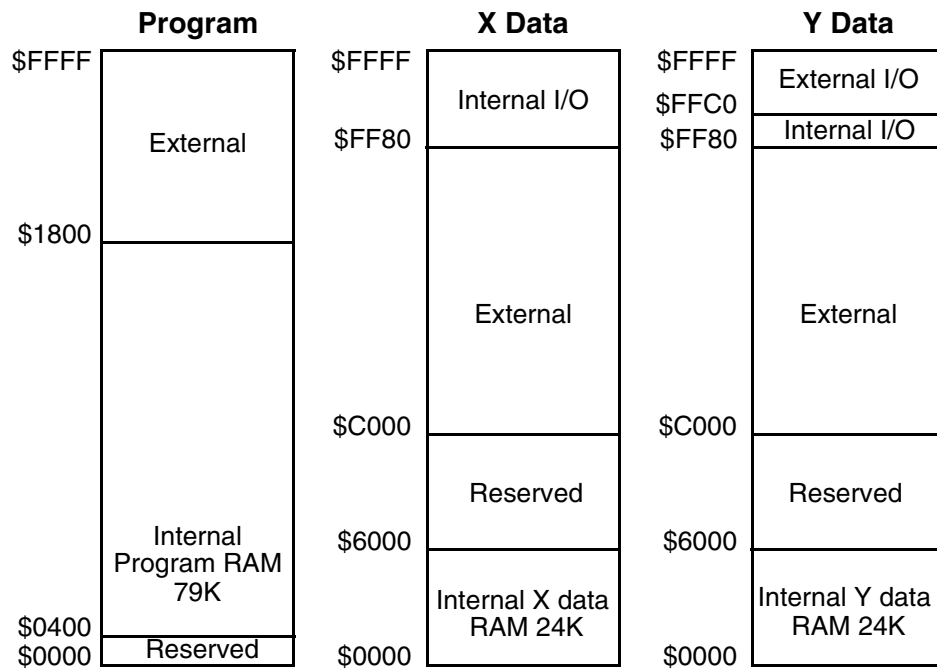 Program
$FFFF
External
$1800
Internal
Program RAM
79K
$0400
Reserved
$0000
X Data
$FFFF
Internal I/O
$FF80
External
$C000
Reserved
$6000
Internal X data
RAM 24K
$0000
Y Data
$FFFF
External I/O
$FFC0
Internal I/O
$FF80
External
$C000
Reserved
$6000
Internal Y data
RAM 24K
$0000